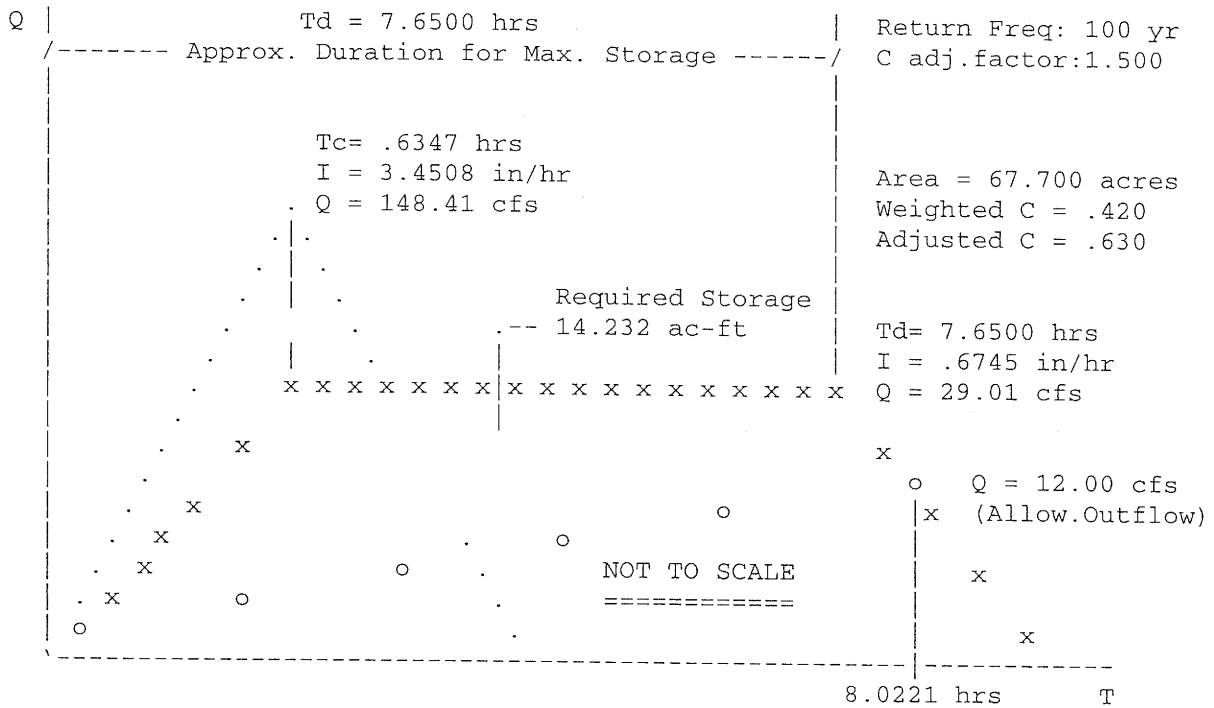 Q
Td = 7.6500 hrs
Return Freq: 100 yr
/------- Approx. Duration for Max. Storage ------/
C adj.factor:1.500
Tc= .6347 hrs
I = 3.4508 in/hr
Q = 148.41 cfs
Area = 67.700 acres
Weighted C = .420
Adjusted C = .630
Required Storage
14.232 ac-ft
Td= 7.6500 hrs
I = .6745 in/hr
x x x x x x x x x x x x x x x x x x
Q = 29.01 cfs
x x
o Q = 12.00 cfs
x o x (Allow.Outflow)
x o
x o NOT TO SCALE x
x o ============
o x
8.0221 hrs T